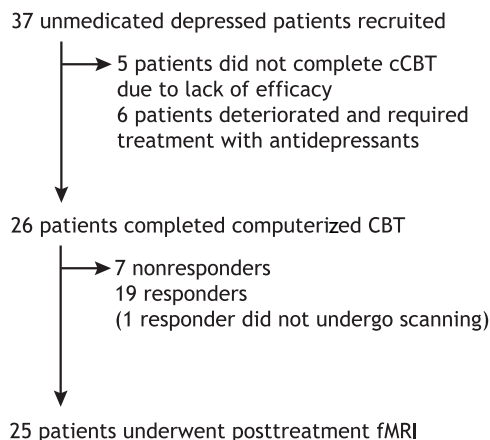 37 unmedicated depressed patients recruited
5 patients did not complete cCBT
due to lack of efficacy
6 patients deteriorated and required
treatment with antidepressants
26 patients completed computerized CBT
7 nonresponders
19 responders
(1 responder did not undergo scanning)
25 patients underwent posttreatment fMRI